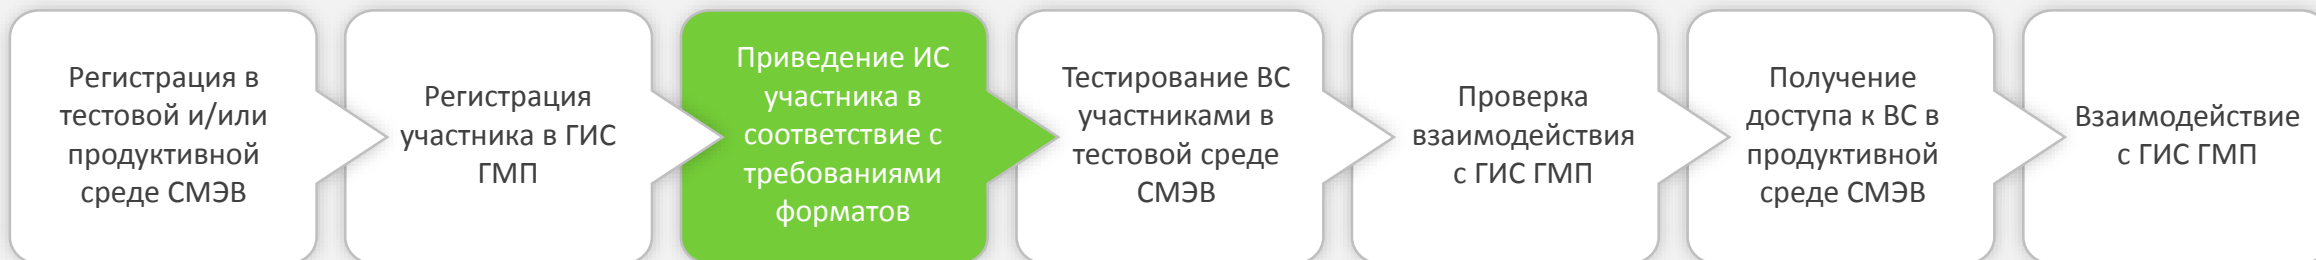 Регистрация в
тестовой и/или
продуктивной
среде СМЭВ
Регистрация
участника в ГИС
ГМП
Приведение ИС
участника в
соответствие с
требованиями
форматов
Тестирование ВС
участниками в
тестовой среде
СМЭВ
Проверка
взаимодействия
с ГИС ГМП
Получение
доступа к ВС в
продуктивной
среде СМЭВ
Взаимодействие
с ГИС ГМП